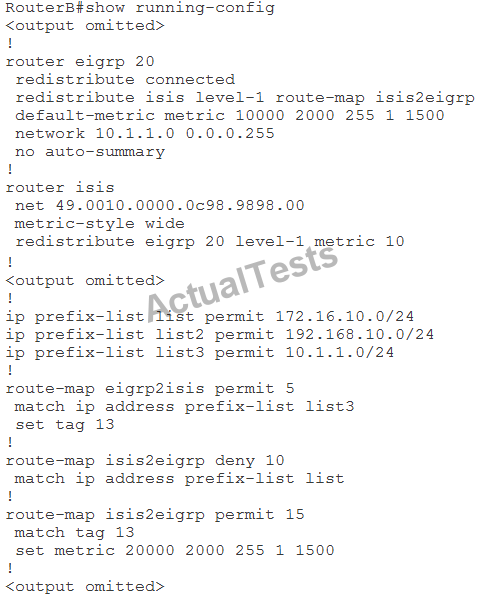 RouterB#show running-config
<output omitted>
!
router eigrp 20
 redistribute connected
 redistribute isis level-1 route-map isis2eigrp
 default-metric metric 10000 2000 255 1 1500
 network 10.1.1.0 0.0.0.255
 no auto-summary
!
router isis
 net 49.0010.0000.0c98.9898.00
 metric-style wide
 redistribute eigrp 20 level-1 metric 10
!
<output omitted>
!
ActualTests
ip prefix-list list permit 172.16.10.0/24
ip prefix-list list2 permit 192.168.10.0/24
ip prefix-list list3 permit 10.1.1.0/24
!
route-map eigrp2isis permit 5
 match ip address prefix-list list3
 set tag 13
!
route-map isis2eigrp deny 10
 match ip address prefix-list list
!
route-map isis2eigrp permit 15
 match tag 13
 set metric 20000 2000 255 1 1500
!
<output omitted>